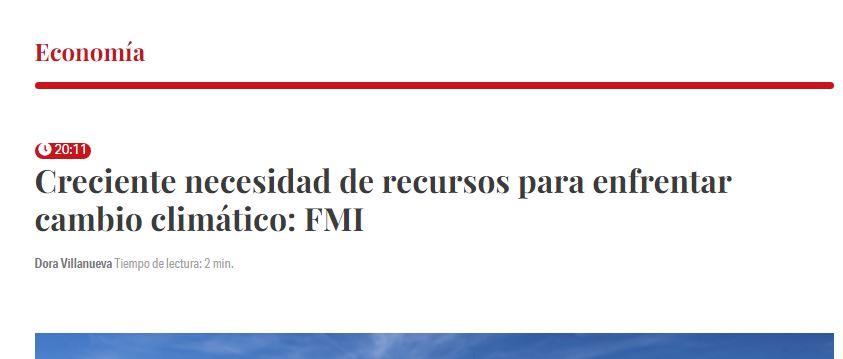 Economía
20:11
Creciente necesidad de recursos para enfrentar
cambio climático: FMI
Dora Villanueva Tiempo de lectura: 2 min.